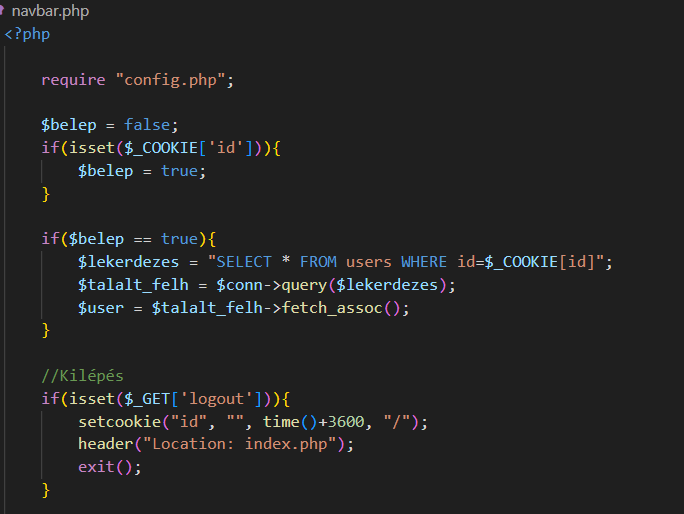 navbar.php
<?php
require "config.php";
$belep = false;
if(isset($_COOKIE['id'])){
$belep = true;
}
if($belep == true){
$lekerdezes = "SELECT * FROM users WHERE id=$_COOKIE[id]";
$talalt_felh = $conn->query($lekerdezes);
$user = $talalt_felh->fetch_assoc();
}
//Kilépés
if(isset($_GET['logout'])){
setcookie("id", "", time()+3600, "/");
header("Location: index.php");
exit();
}